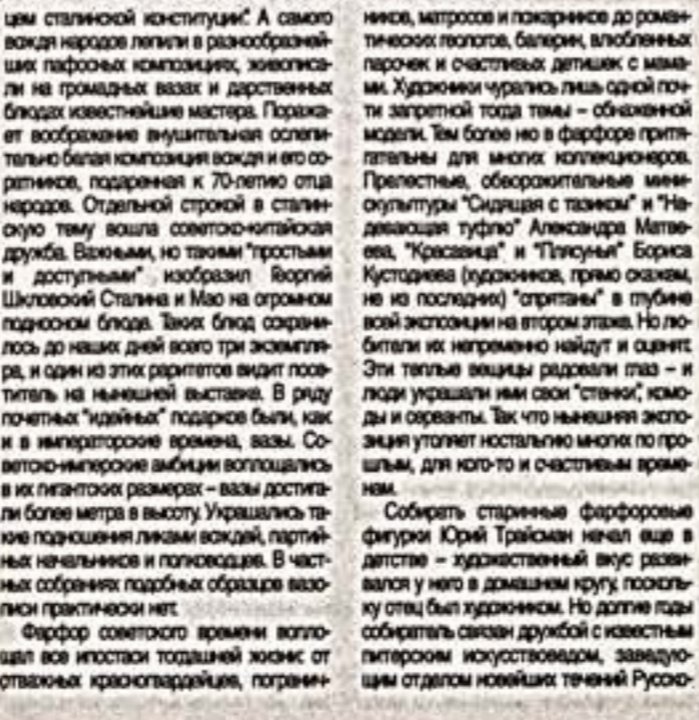 цем сталинской конституции". А самого
вождя народов лепили в разнообразней-
ших пафосных композициях, живописа-
ли на громадных вазах и дарственных
блюдах известнейшие мастера. Поража-
ет воображение внушительная ослепи-
тельно белая композиция вождя и его со-
ратников, подаренная к 70-летию отца
народов. Отдельной строкой в сталин-
скую тему вошла советско-китайская
дружба. Важными, но такими "простыми
и доступными" изобразил Георгий
Шкловский Сталина и Мао на огромном
подносном блюде. Таких блюд сохрани-
лось до наших дней всего три экземпля-
ра, и один из этих раритетов видит посе-
титель на нынешней выставке. В ряду
почетных "идейных" подарков были, как
и в императорские времена, вазы. Со-
ветско-имперские амбиции воплощались
в их гигантских размерах – вазы достига-
ли более метра в высоту. Украшались та-
кие подношения ликами вождей, партий-
ных начальников и полководцев. В част-
ных собраниях подобных образцов вазо-
писи практически нет.
Фарфор советского времени вопло-
щал все ипостаси тогдашней жизни: от
отважных красногвардейцев, погранич-
ников, матросов и пожарников до роман-
тических геологов, балерин, влюбленных
парочек и счастливых детишек с мама-
ми. Художники чурались лишь одной поч-
ти запретной тогда темы – обнаженной
модели. Тем более ню в фарфоре притя-
гательны для многих коллекционеров.
Прелестные, обворожительные мини-
скульптуры "Сидящая с тазиком" и "На-
девающая туфлю" Александра Матве-
ева, "Красавица" и "Плясунья" Бориса
Кустодиева (художников, прямо скажем,
не из последних) "спрятаны" в глубине
всей экспозиции на втором этаже. Но лю-
бители их непременно найдут и оценят.
Эти теплые вещицы радовали глаз – и
люди украшали ими свои "стенки", комо-
ды и серванты. Так что нынешняя экспо-
зиция утоляет ностальгию многих по про-
шлым, для кого-то и счастливым време-
нам.
Собирать старинные фарфоровые
фигурки Юрий Трайсман начал еще в
детстве – художественный вкус разви-
вался у него в домашнем кругу, посколь-
ку отец был художником. Но долгие годы
собиратель связан дружбой с известным
питерским искусствоведом, заведую-
щим отделом новейших течений Русско-